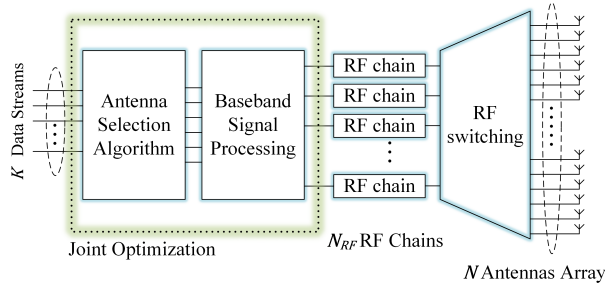 K Data Streams
Antenna
Selection
Algorithm
Baseband
Signal
Processing
RF chain
RF chain
RF chain
RF chain
RF
switching
Joint Optimization
N_RF RF Chains
N Antennas Array